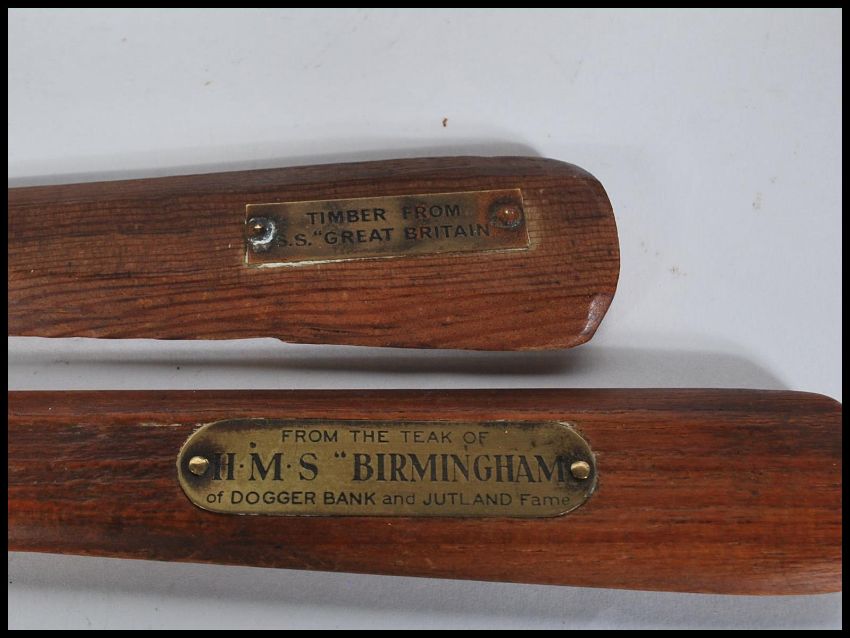 TIMBER FROM
S.S. "GREAT BRITAIN"
FROM THE TEAK OF
H·M·S "BIRMINGHAM"
of DOGGER BANK and JUTLAND Fame